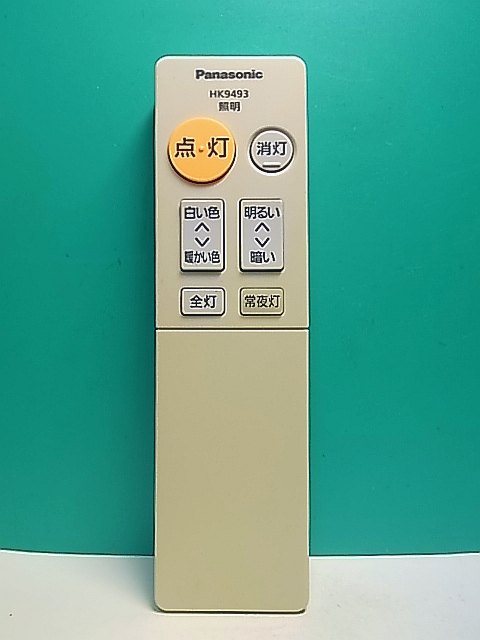 Panasonic
HK9493
照明
点・灯
消灯
白い色
暖かい色
明るい
暗い
全灯
常夜灯